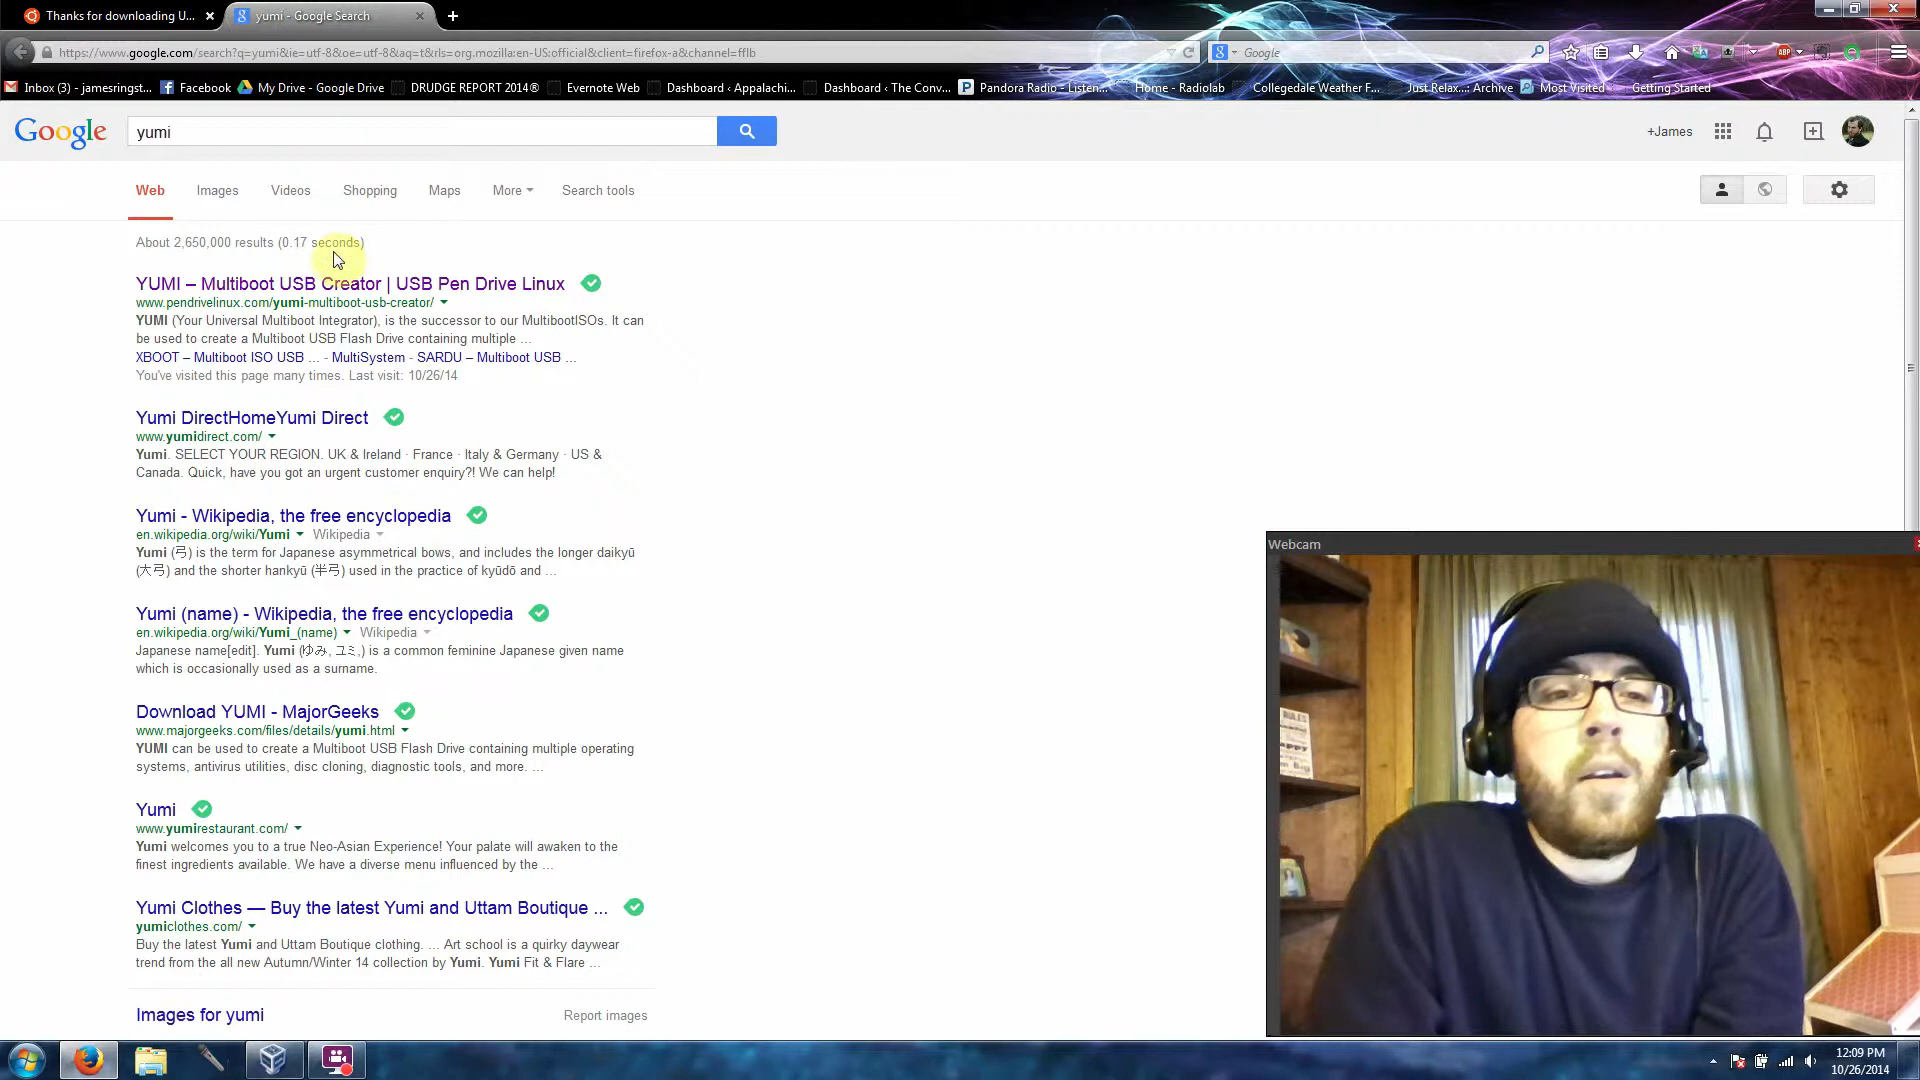 Thanks for downloading U...
yumi - Google Search
https://www.google.com/search?q=yumi&ie=utf-8&oe=utf-8&aq=t&rls=org.mozilla:en-US:official&client=firefox-a&channel=fflb
Google
Inbox (3) - jamesringst...
Facebook
My Drive - Google Drive
DRUDGE REPORT 2014®
Evernote Web
Dashboard ‹ Appalachi...
Dashboard ‹ The Conv...
Pandora Radio - Listen...
Home - Radiolab
Collegedale Weather F...
Just Relax...: Archive
Most Visited
Getting Started
Google
yumi
+James
Web
Images
Videos
Shopping
Maps
More
Search tools
About 2,650,000 results (0.17 seconds)
YUMI – Multiboot USB Creator | USB Pen Drive Linux
www.pendrivelinux.com/yumi-multiboot-usb-creator/
YUMI (Your Universal Multiboot Integrator), is the successor to our MultibootISOs. It can
be used to create a Multiboot USB Flash Drive containing multiple ...
XBOOT – Multiboot ISO USB ... - MultiSystem - SARDU – Multiboot USB ...
You've visited this page many times. Last visit: 10/26/14
Yumi DirectHomeYumi Direct
www.yumidirect.com/
Yumi. SELECT YOUR REGION. UK & Ireland · France · Italy & Germany · US &
Canada. Quick, have you got an urgent customer enquiry?! We can help!
Yumi - Wikipedia, the free encyclopedia
en.wikipedia.org/wiki/Yumi
Wikipedia
Yumi (弓) is the term for Japanese asymmetrical bows, and includes the longer daikyū
(大弓) and the shorter hankyū (半弓) used in the practice of kyūdō and ...
Yumi (name) - Wikipedia, the free encyclopedia
en.wikipedia.org/wiki/Yumi_(name)
Wikipedia
Japanese name[edit]. Yumi (ゆみ, ユミ,) is a common feminine Japanese given name
which is occasionally used as a surname.
Download YUMI - MajorGeeks
www.majorgeeks.com/files/details/yumi.html
YUMI can be used to create a Multiboot USB Flash Drive containing multiple operating
systems, antivirus utilities, disc cloning, diagnostic tools, and more. ...
Yumi
www.yumirestaurant.com/
Yumi welcomes you to a true Neo-Asian Experience! Your palate will awaken to the
finest ingredients available. We have a diverse menu influenced by the ...
Yumi Clothes — Buy the latest Yumi and Uttam Boutique ...
yumiclothes.com/
Buy the latest Yumi and Uttam Boutique clothing. ... Art school is a quirky daywear
trend from the all new Autumn/Winter 14 collection by Yumi. Yumi Fit & Flare ...
Images for yumi
Report images
Webcam
RULES
12:09 PM
10/26/2014